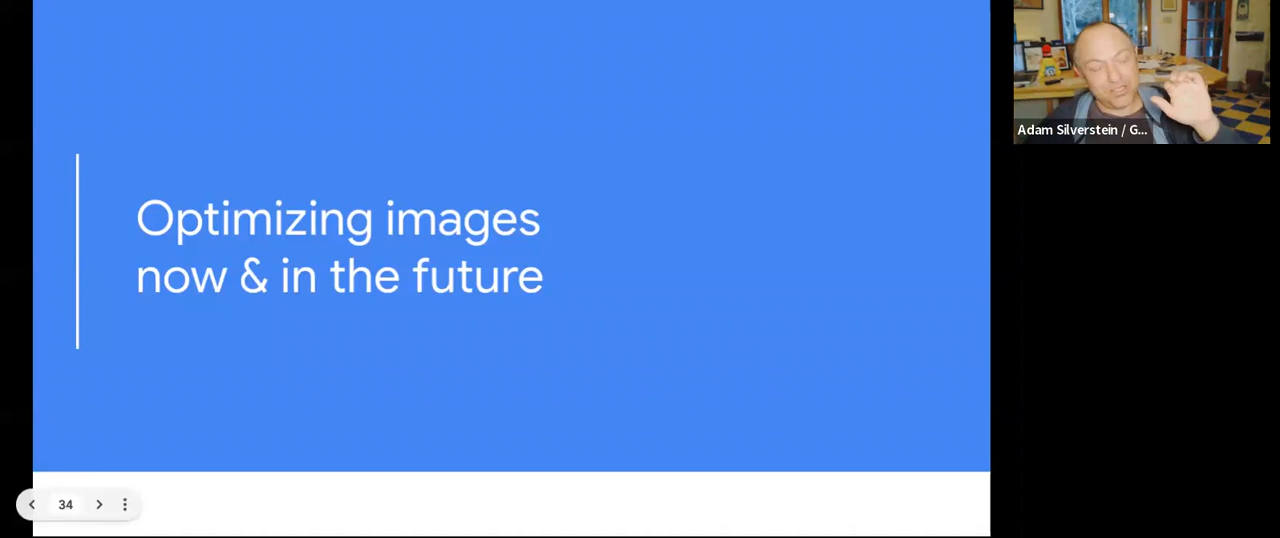 Optimizing images
now & in the future
Adam Silverstein / G...
34